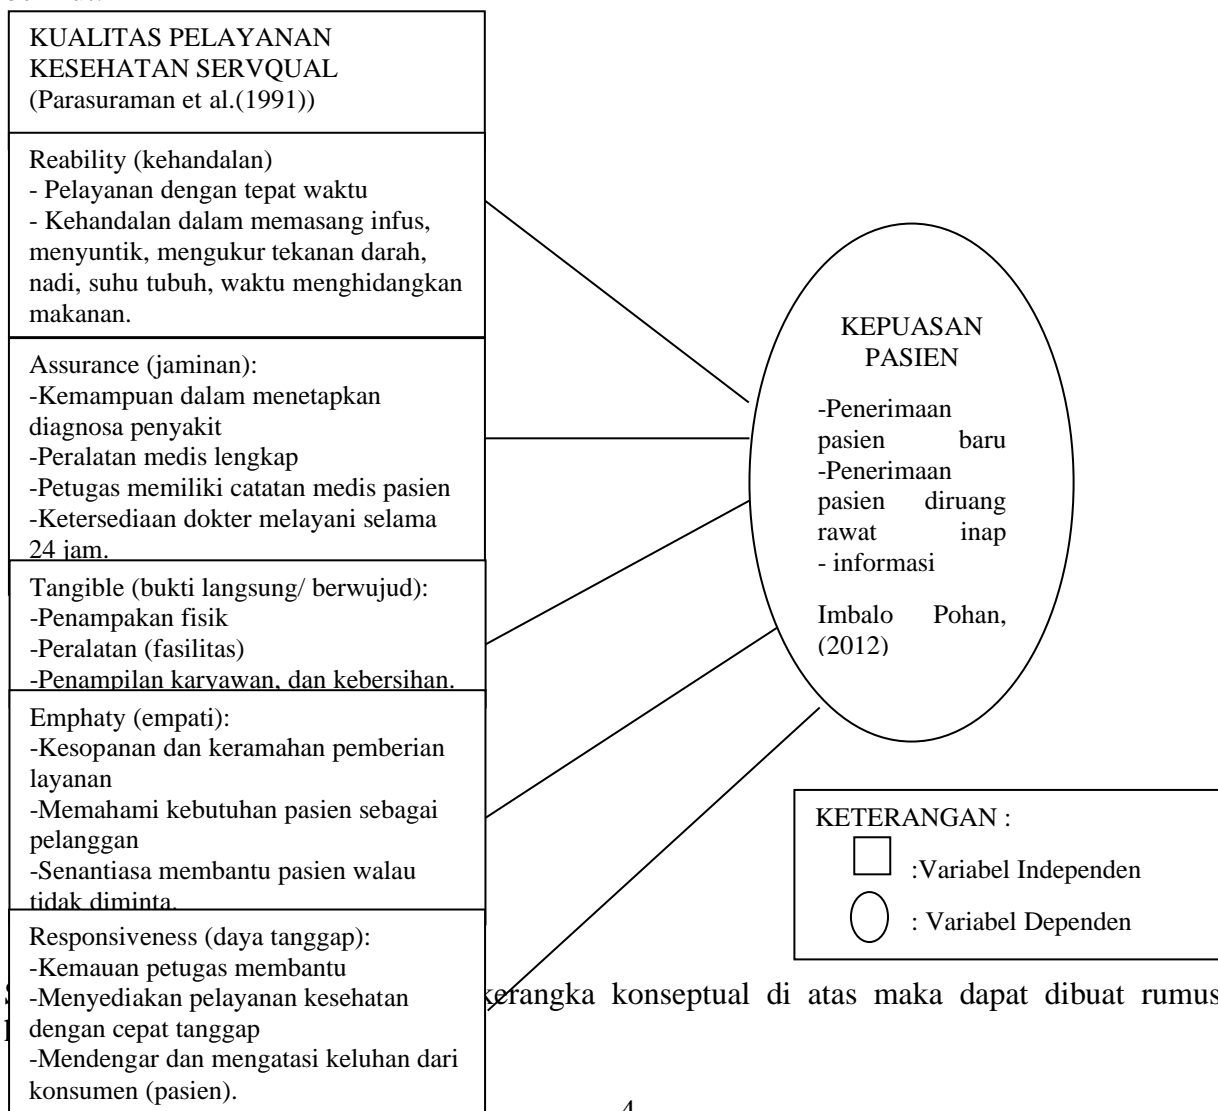 KUALITAS PELAYANAN
KESEHATAN SERVQUAL
(Parasuraman et al.(1991))
Reability (kehandalan)
- Pelayanan dengan tepat waktu
- Kehandalan dalam memasang infus,
menyuntik, mengukur tekanan darah,
nadi, suhu tubuh, waktu menghidangkan
makanan.
Assurance (jaminan):
-Kemampuan dalam menetapkan
diagnosa penyakit
-Peralatan medis lengkap
-Petugas memiliki catatan medis pasien
-Ketersediaan dokter melayani selama
24 jam.
Tangible (bukti langsung/ berwujud):
-Penampakan fisik
-Peralatan (fasilitas)
-Penampilan karyawan, dan kebersihan.
Emphaty (empati):
-Kesopanan dan keramahan pemberian
layanan
-Memahami kebutuhan pasien sebagai
pelanggan
-Senantiasa membantu pasien walau
tidak diminta.
Responsiveness (daya tanggap):
-Kemauan petugas membantu
-Menyediakan pelayanan kesehatan
dengan cepat tanggap
-Mendengar dan mengatasi keluhan dari
konsumen (pasien).
KEPUASAN
PASIEN
-Penerimaan
pasien baru
-Penerimaan
pasien diruang
rawat inap
- informasi
Imbalo Pohan,
(2012)
KETERANGAN :
:Variabel Independen
: Variabel Dependen
kerangka konseptual di atas maka dapat dibuat rumus
4